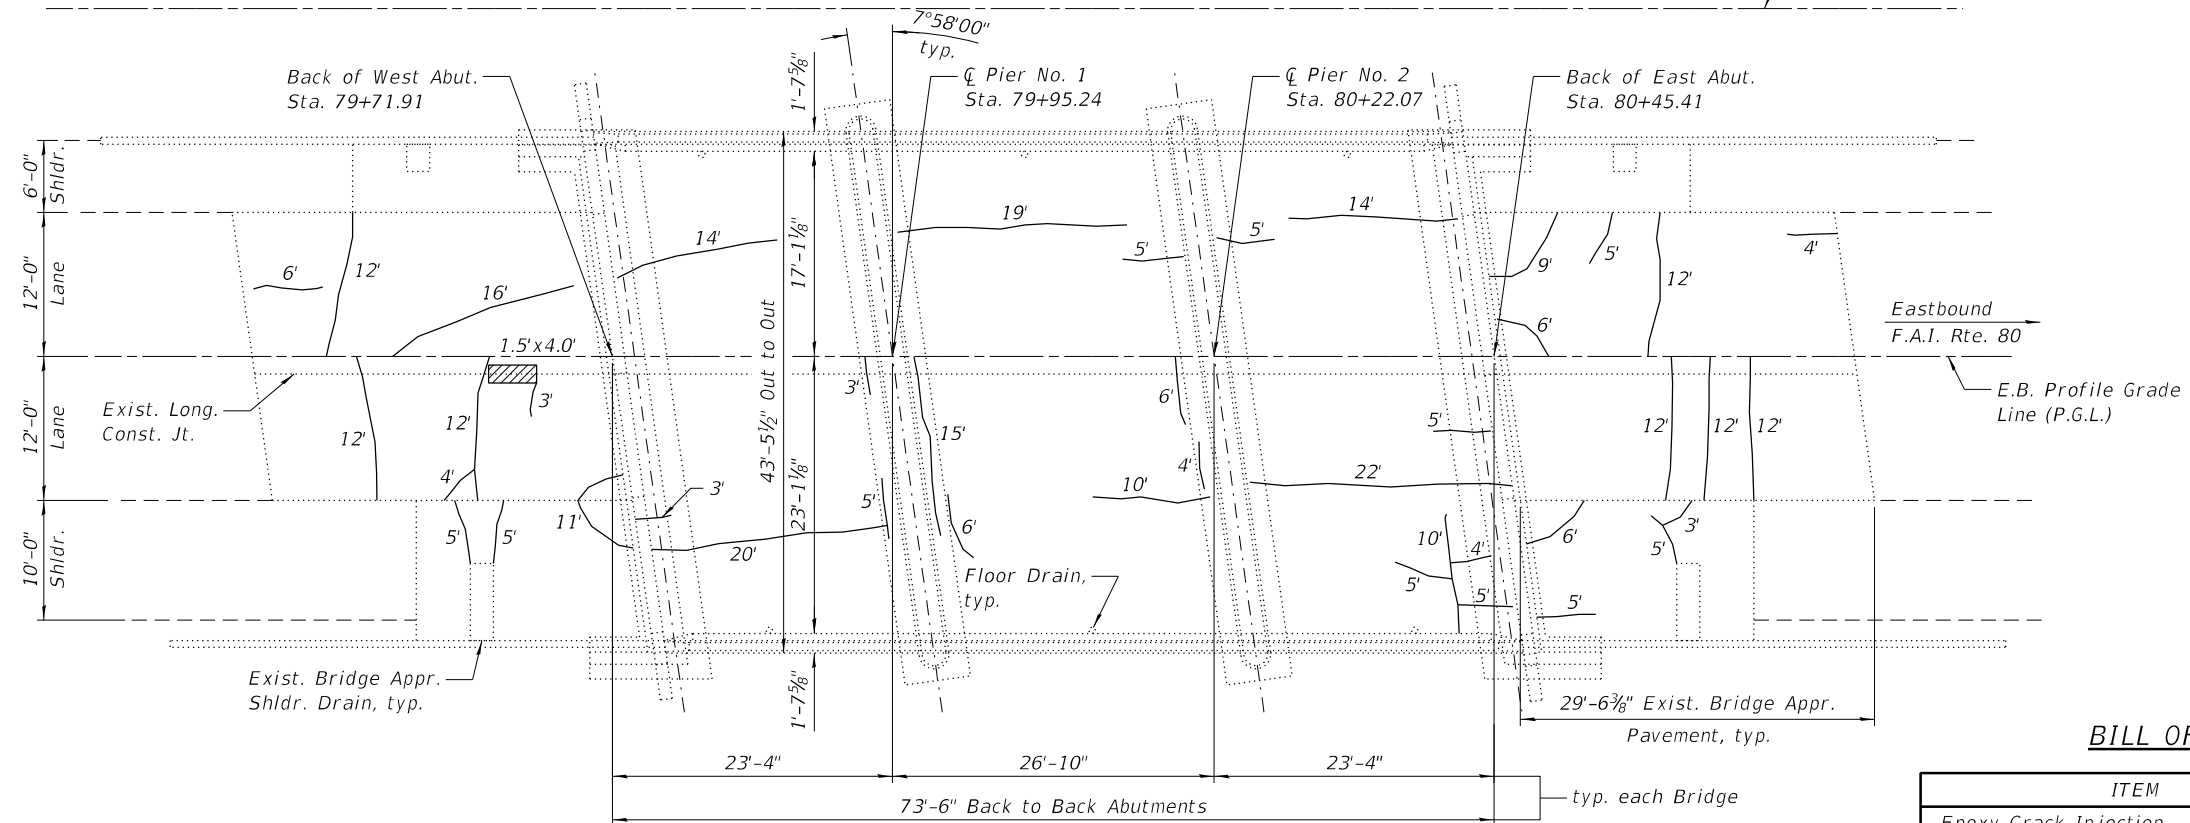 7°58'00"
typ.
Back of West Abut.
Sta. 79+71.91
1'-7⅝"
℄ Pier No. 1
Sta. 79+95.24
℄ Pier No. 2
Sta. 80+22.07
Back of East Abut.
Sta. 80+45.41
6'-0"
Shldr.
12'-0"
Lane
12'-0"
Lane
10'-0"
Shldr.
6'
12'
16'
14'
17'-1⅛"
43'-5½" Out to Out
23'-1⅛"
19'
5'
5'
14'
9'
5'
12'
4'
6'
Eastbound
F.A.I. Rte. 80
E.B. Profile Grade
Line (P.G.L.)
1.5'x4.0'
3'
Exist. Long.
Const. Jt.
12'
12'
4'
5'
5'
11'
3'
20'
3'
5'
15'
6'
6'
4'
10'
22'
5'
10'
4'
5'
5'
12'
12'
12'
6'
3'
5'
5'
Floor Drain,
typ.
Exist. Bridge Appr.
Shldr. Drain, typ.
1'-7⅝"
29'-6⅜" Exist. Bridge Appr.
Pavement, typ.
23'-4"
26'-10"
23'-4"
73'-6" Back to Back Abutments
typ. each Bridge
BILL OF
ITEM
Epoxy Crack Injection